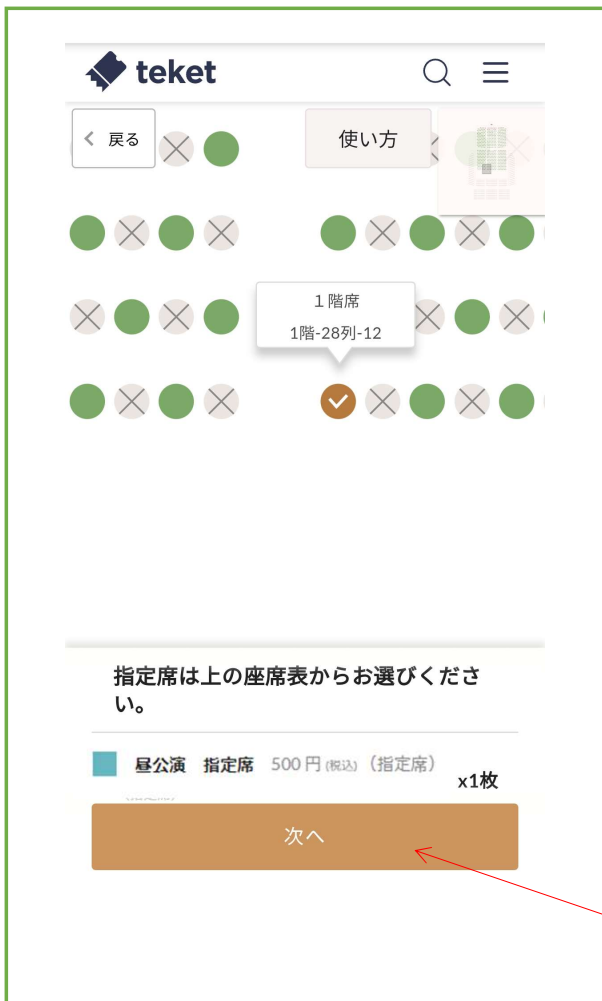 teket
戻る
使い方
１階席
1階-28列-12
指定席は上の座席表からお選びくださ
い。
昼公演 指定席 500 円 (税込) (指定席)
x1枚
次へ